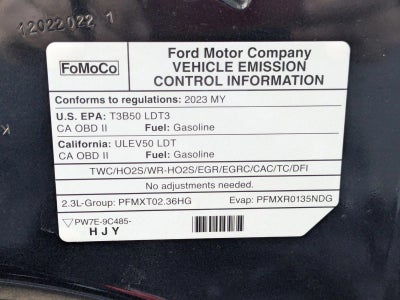 12022022 1
FoMoCo
Ford Motor Company
VEHICLE EMISSION
CONTROL INFORMATION
Conforms to regulations: 2023 MY
U.S. EPA: T3B50 LDT3
CA OBD II Fuel: Gasoline
California: ULEV50 LDT
CA OBD II Fuel: Gasoline
TWC/HO2S/WR-HO2S/EGR/EGRC/CAC/TC/DFI
No adjustments needed.
2.3L-Group: PFMXT02.36HG Evap: PFMXR0135NDG
PW7E-9C485-
HJY